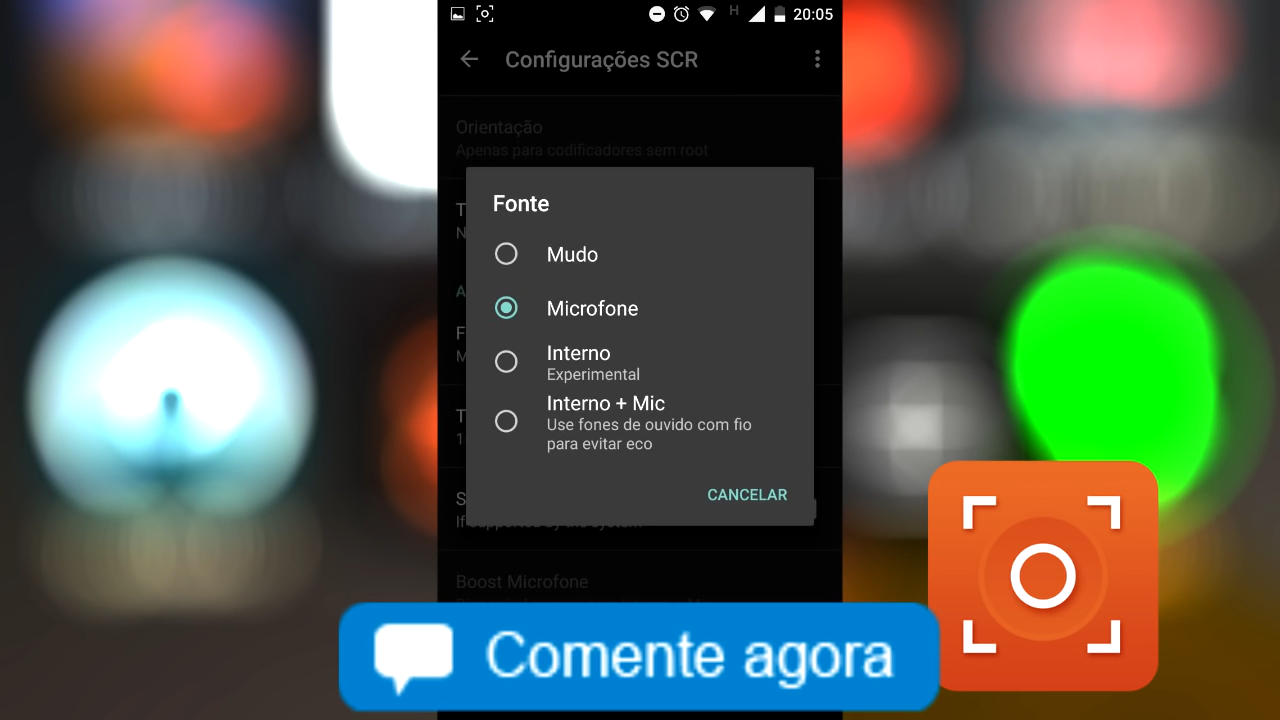 H 20:05
Configurações SCR
Orientação
Apenas para codificadores sem root
Fonte
Mudo
Microfone
Interno
Experimental
Interno + Mic
Use fones de ouvido com fio
para evitar eco
CANCELAR
Boost Microfone
Comente agora